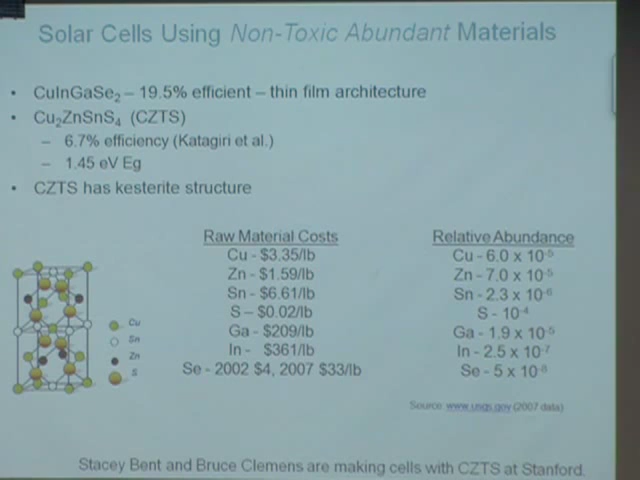 Solar Cells Using Non-Toxic Abundant Materials
• CuInGaSe₂ – 19.5% efficient – thin film architecture
• Cu₂ZnSnS₄ (CZTS)
– 6.7% efficiency (Katagiri et al.)
– 1.45 eV Eg
• CZTS has kesterite structure
Raw Material Costs
Cu - $3.35/lb
Zn - $1.59/lb
Sn - $6.61/lb
S – $0.02/lb
Ga - $209/lb
In - $361/lb
Se - 2002 $4, 2007 $33/lb
Relative Abundance
Cu - 6.0 x 10⁻⁵
Zn - 7.0 x 10⁻⁵
Sn - 2.3 x 10⁻⁶
S - 10⁻⁴
Ga - 1.9 x 10⁻⁵
In - 2.5 x 10⁻⁷
Se - 5 x 10⁻⁸
Cu
Sn
Zn
S
Source: www.usgs.gov (2007 data)
Stacey Bent and Bruce Clemens are making cells with CZTS at Stanford.